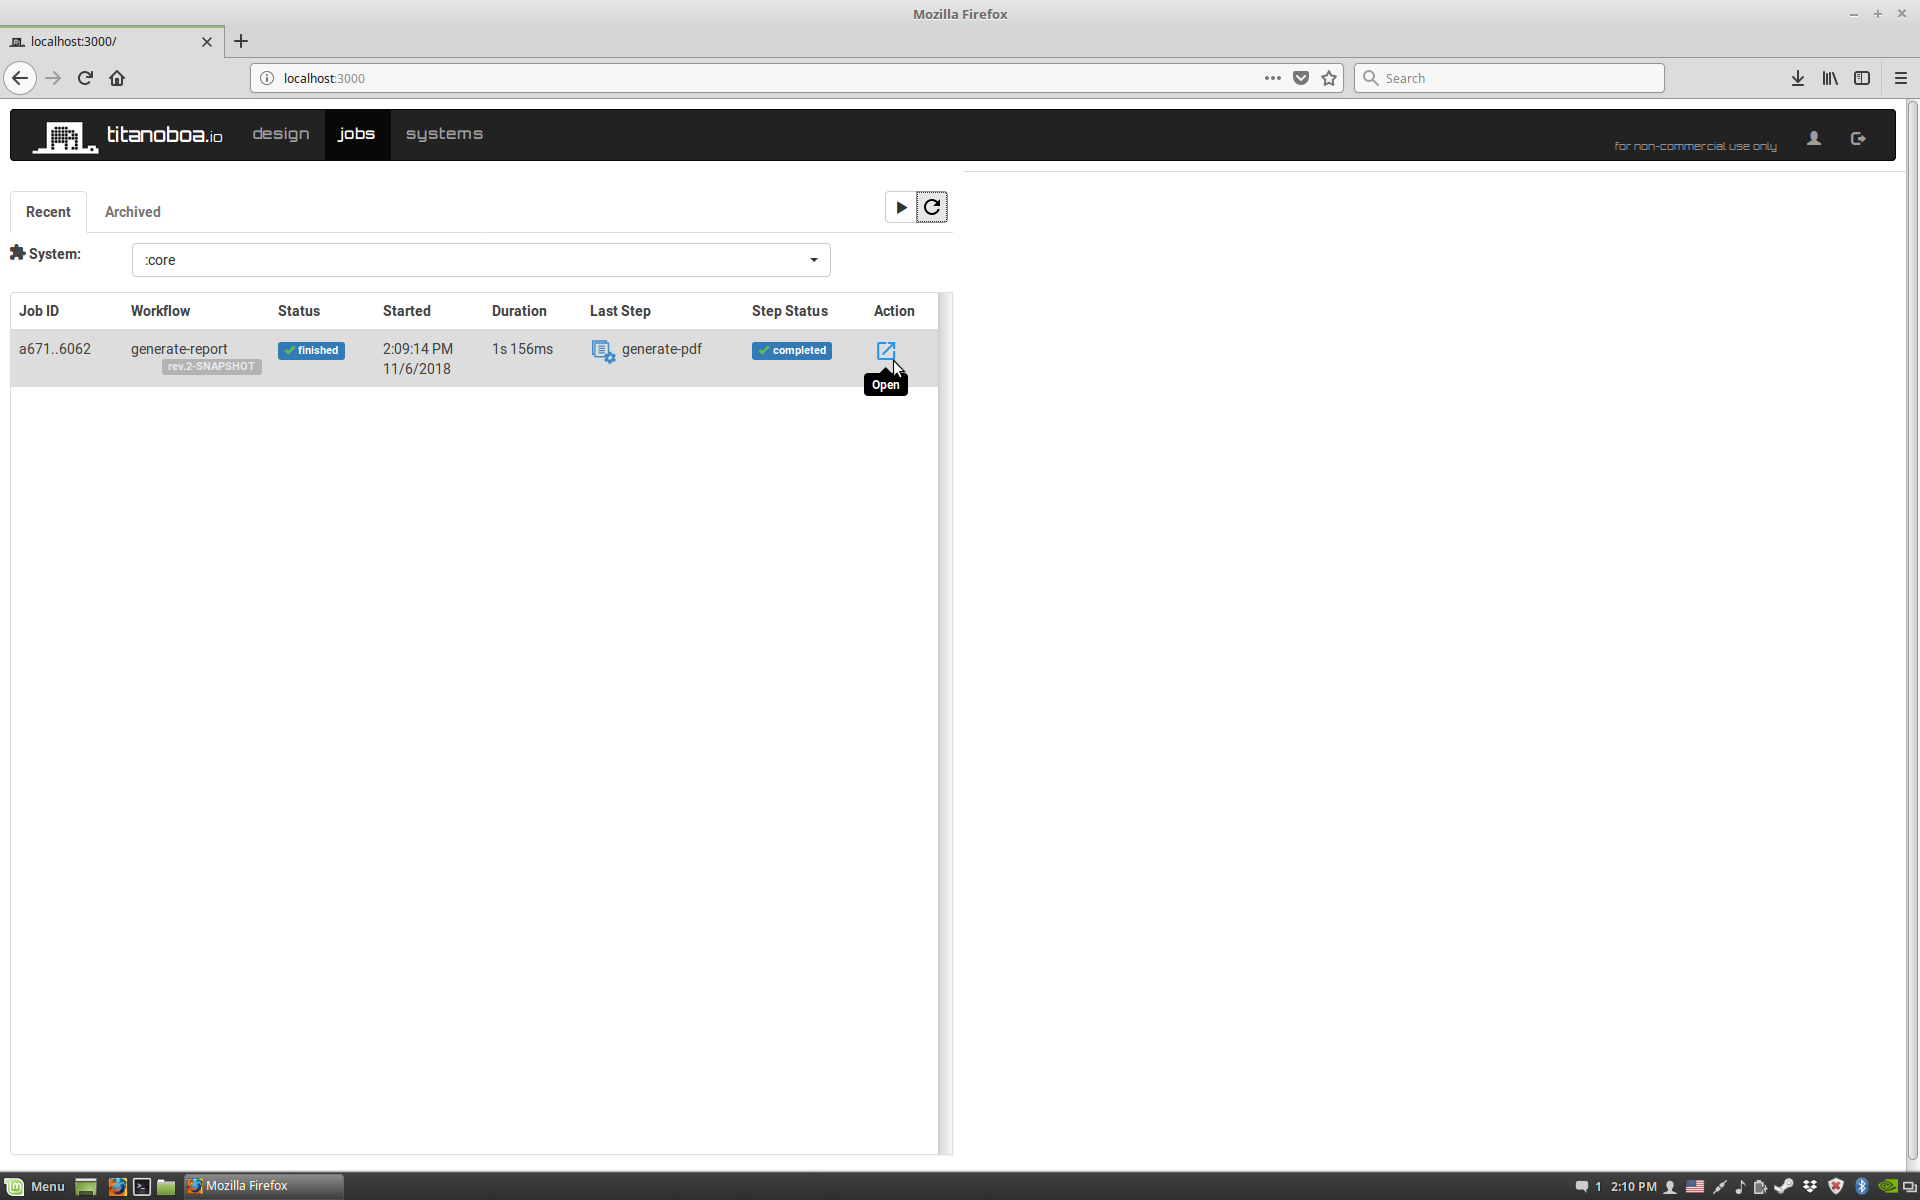 Mozilla Firefox
localhost:3000/
localhost:3000
Search
titanoboa.io design jobs systems
for non-commercial use only
Recent Archived
System: :core
Job ID Workflow Status Started Duration Last Step Step Status Action
a671..6062 generate-report finished 2:09:14 PM 1s 156ms generate-pdf completed
rev.2-SNAPSHOT 11/6/2018
Open
Menu Mozilla Firefox 1 2:10 PM